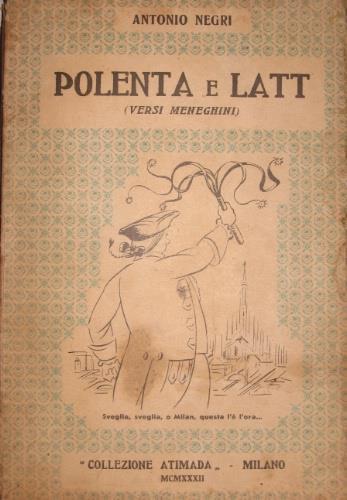 ANTONIO NEGRI
POLENTA E LATT
(VERSI MENEGHINI)
Sveglia, sveglia, o Milan, questa l'è l'ora...
"COLLEZIONE ATIMADA„ - MILANO
MCMXXXII